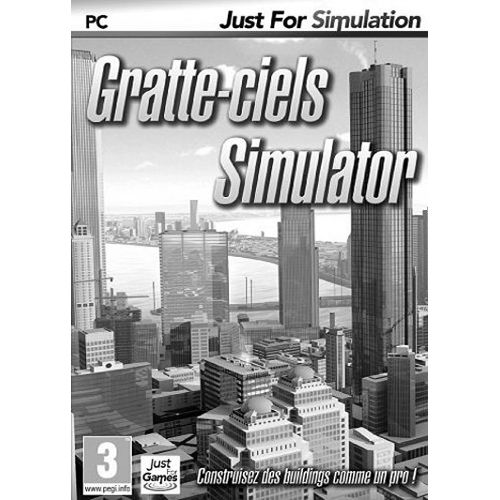 PC
Just For Simulation
Gratte-ciels
Simulator
3
www.pegi.info
Just
For
Games
Construisez des buildings comme un pro !